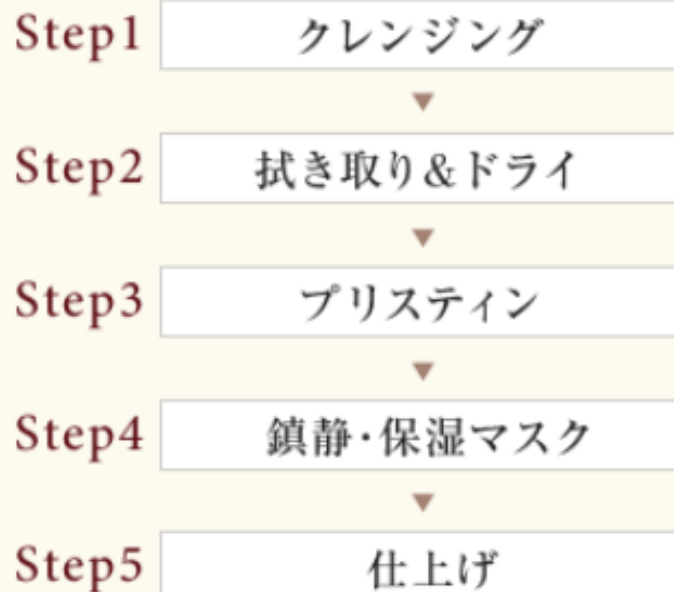 Step1 クレンジング
▼
Step2 拭き取り&ドライ
▼
Step3 プリスティン
▼
Step4 鎮静・保湿マスク
▼
Step5 仕上げ